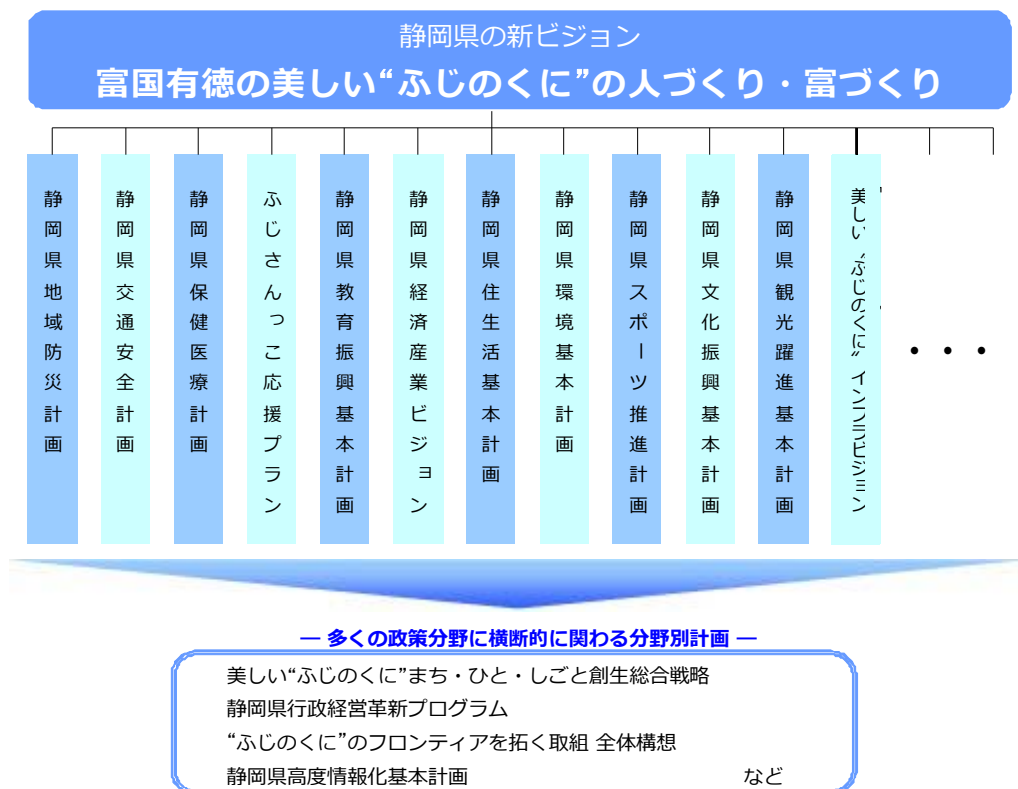 静岡県の新ビジョン
富国有徳の美しい“ふじのくに”の人づくり・富づくり
静岡県地域防災計画
静岡県交通安全計画
静岡県保健医療計画
ふじさんっこ応援プラン
静岡県教育振興基本計画
静岡県経済産業ビジョン
静岡県住生活基本計画
静岡県環境基本計画
静岡県スポーツ推進計画
静岡県文化振興基本計画
静岡県観光躍進基本計画
美しい“ふじのくに”インフラビジョン
・・・
― 多くの政策分野に横断的に関わる分野別計画 ―
美しい“ふじのくに”まち・ひと・しごと創生総合戦略
静岡県行政経営革新プログラム
“ふじのくに”のフロンティアを拓く取組 全体構想
静岡県高度情報化基本計画 など